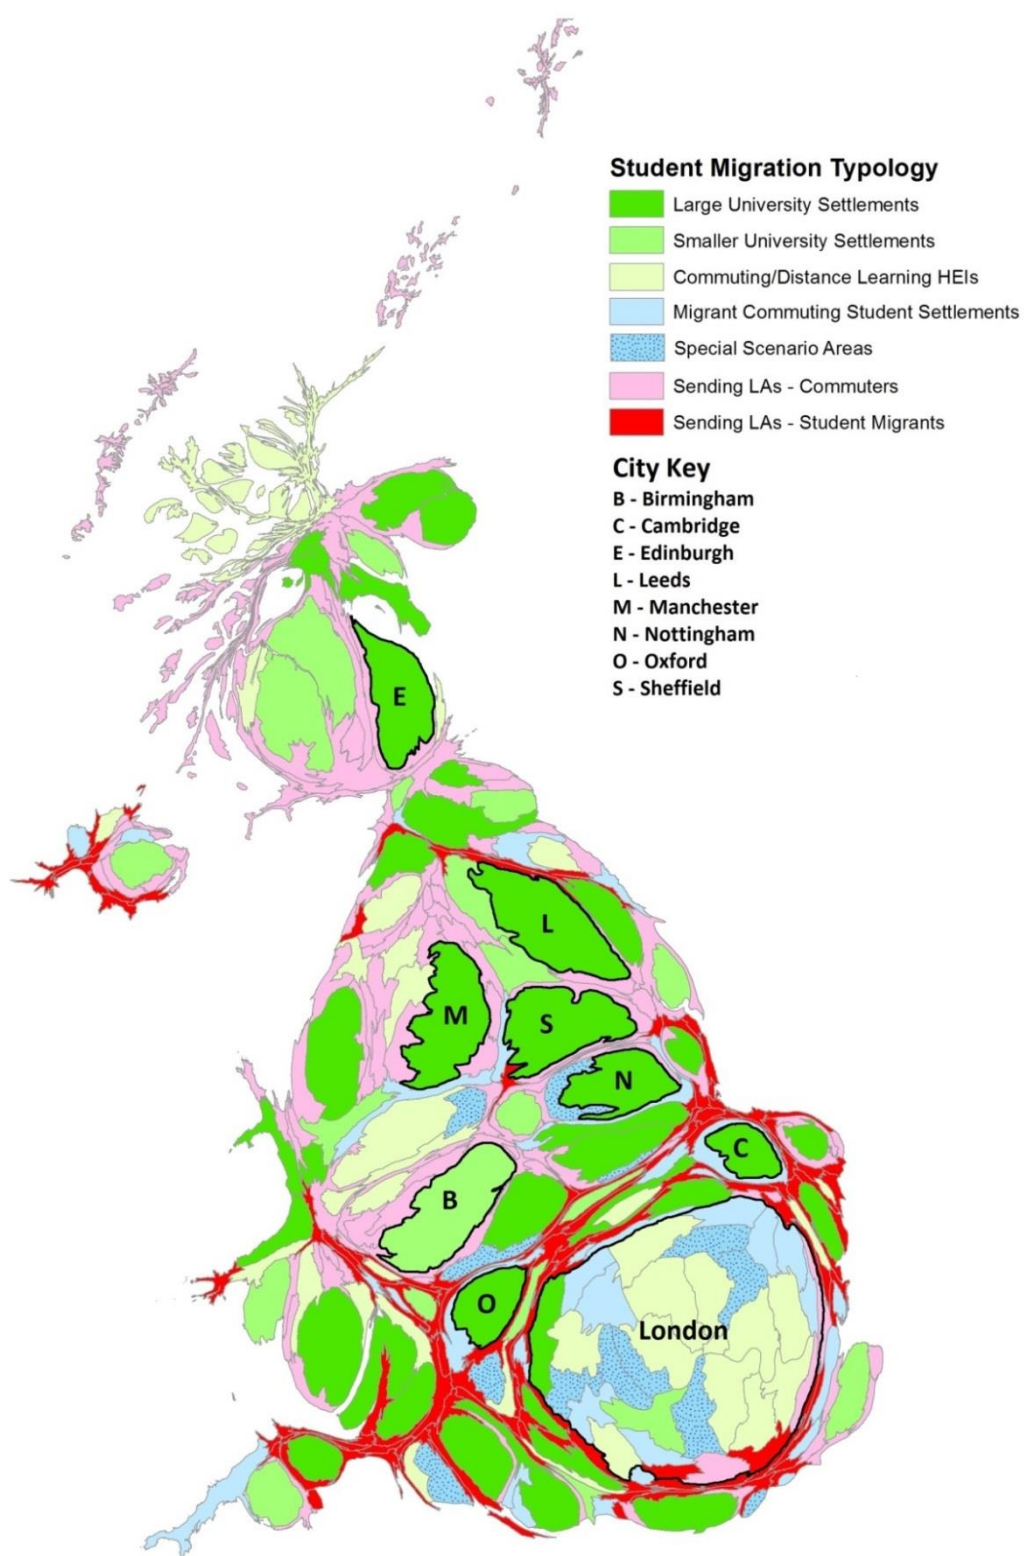 Student Migration Typology
Large University Settlements
Smaller University Settlements
Commuting/Distance Learning HEIs
Migrant Commuting Student Settlements
Special Scenario Areas
Sending LAs - Commuters
Sending LAs - Student Migrants
City Key
B - Birmingham
C - Cambridge
E - Edinburgh
L - Leeds
M - Manchester
N - Nottingham
O - Oxford
S - Sheffield
E
L
M
S
N
C
B
O
London